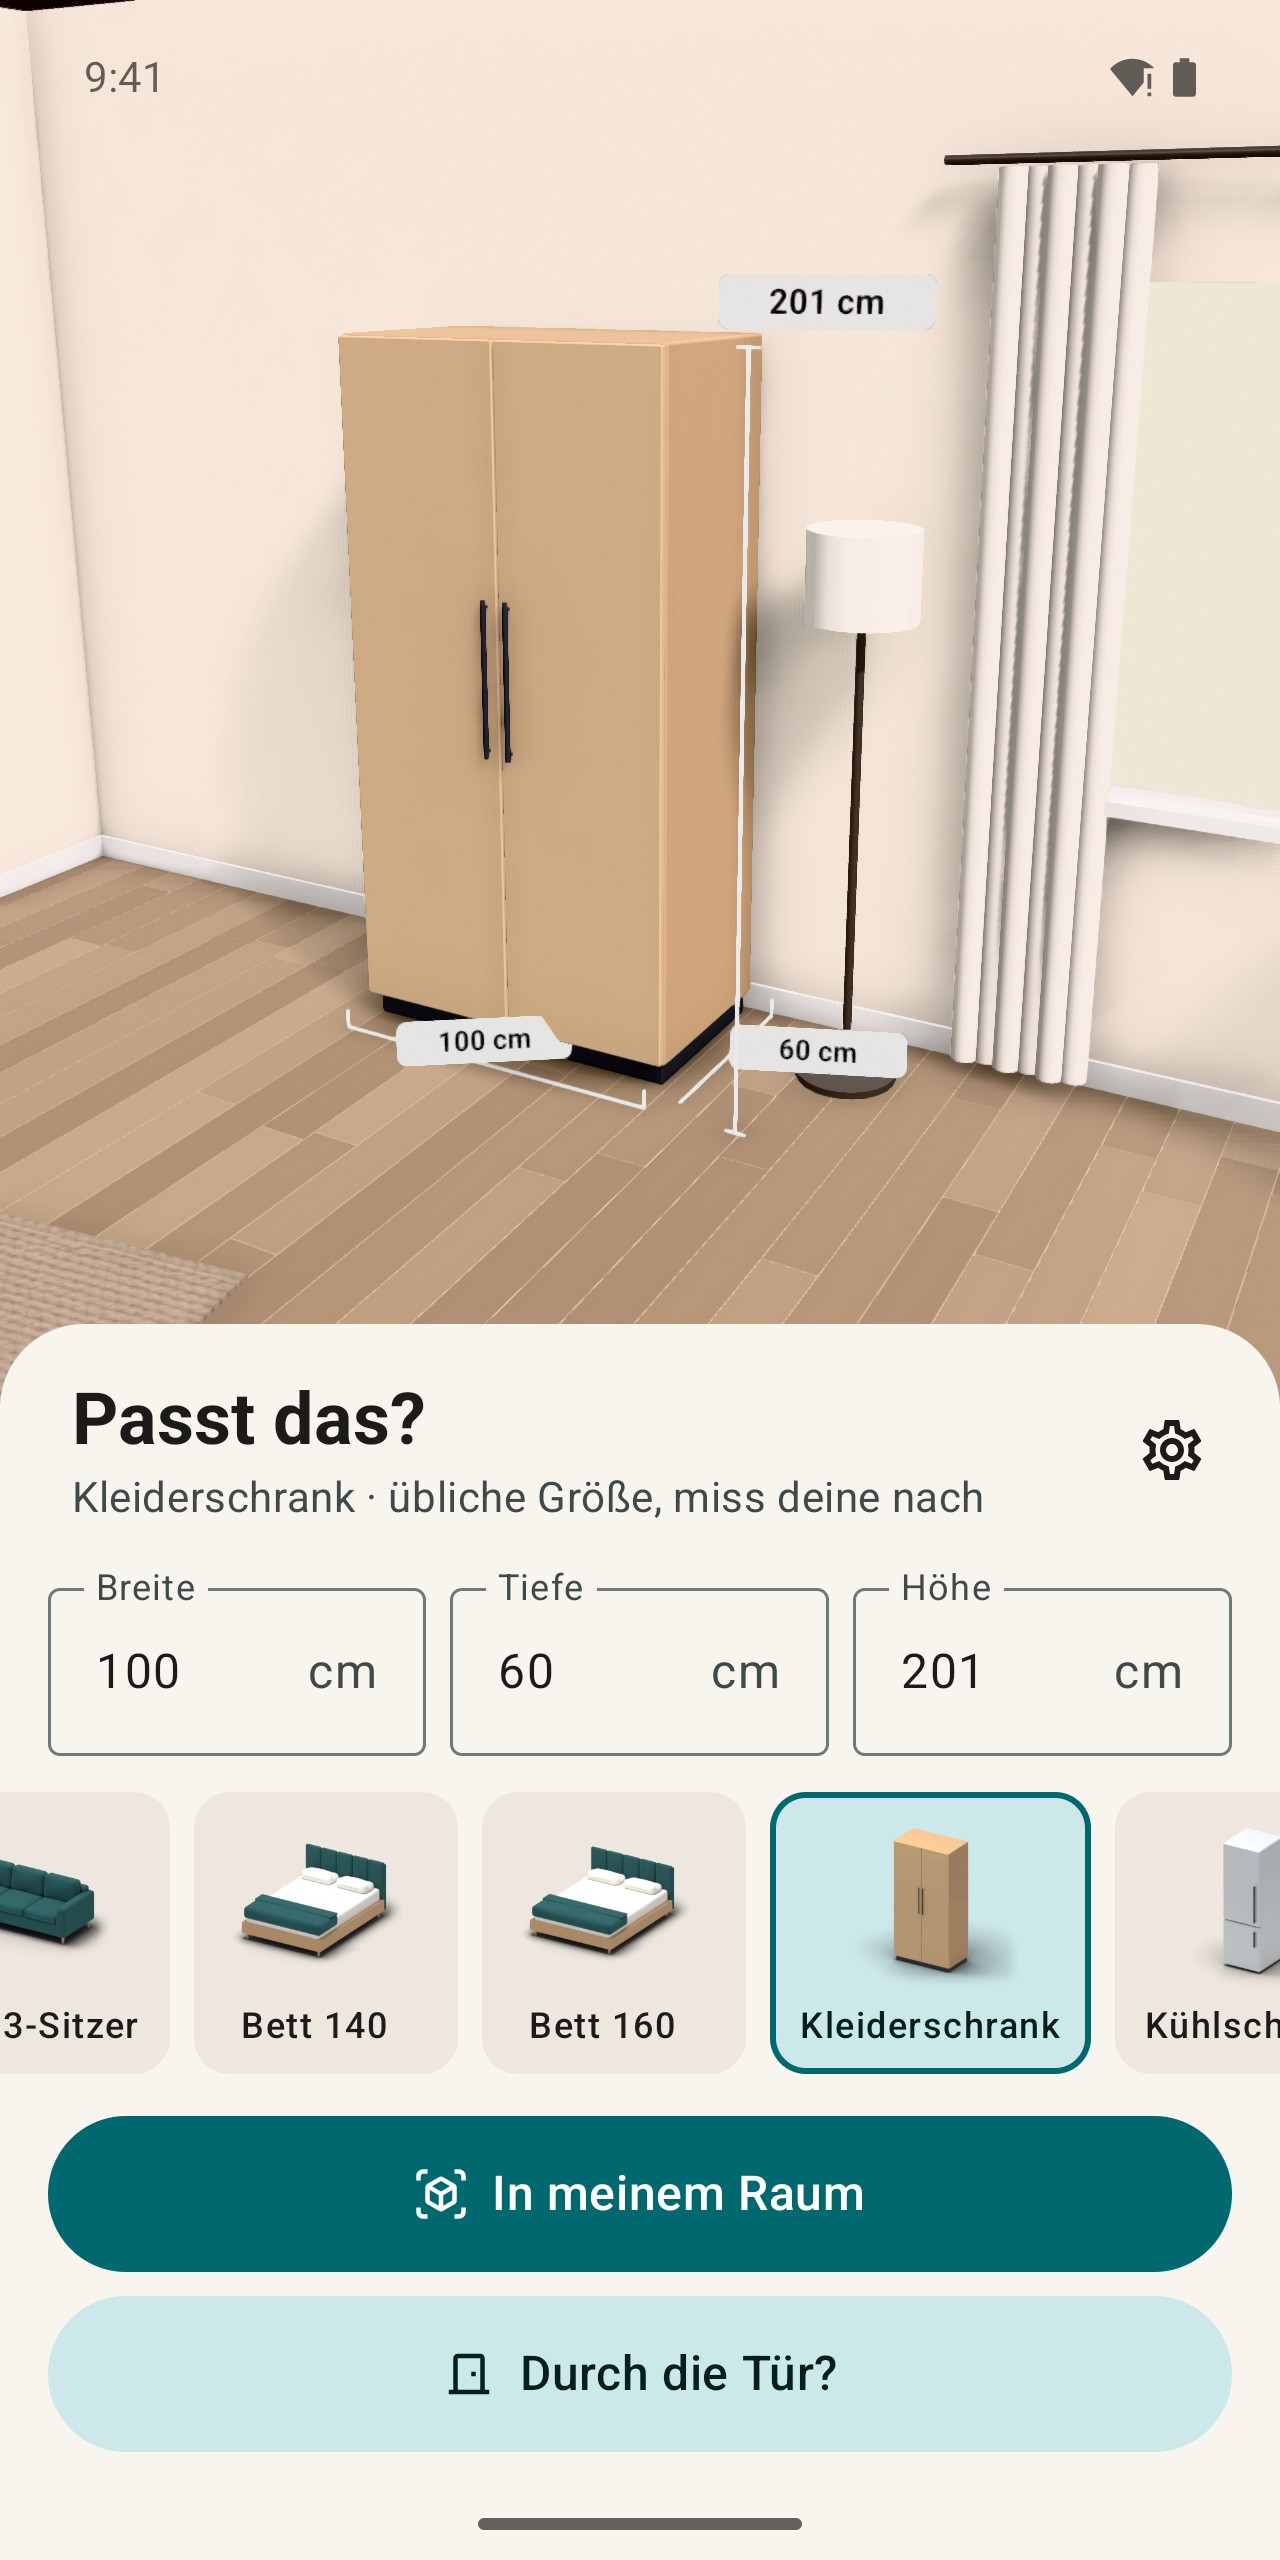 9:41
201 cm
100 cm
60 cm
Passt das?
Kleiderschrank · übliche Größe, miss deine nach
Breite
Tiefe
Höhe
100 cm
60 cm
201 cm
3-Sitzer
Bett 140
Bett 160
Kleiderschrank
Kühlsch
In meinem Raum
Durch die Tür?